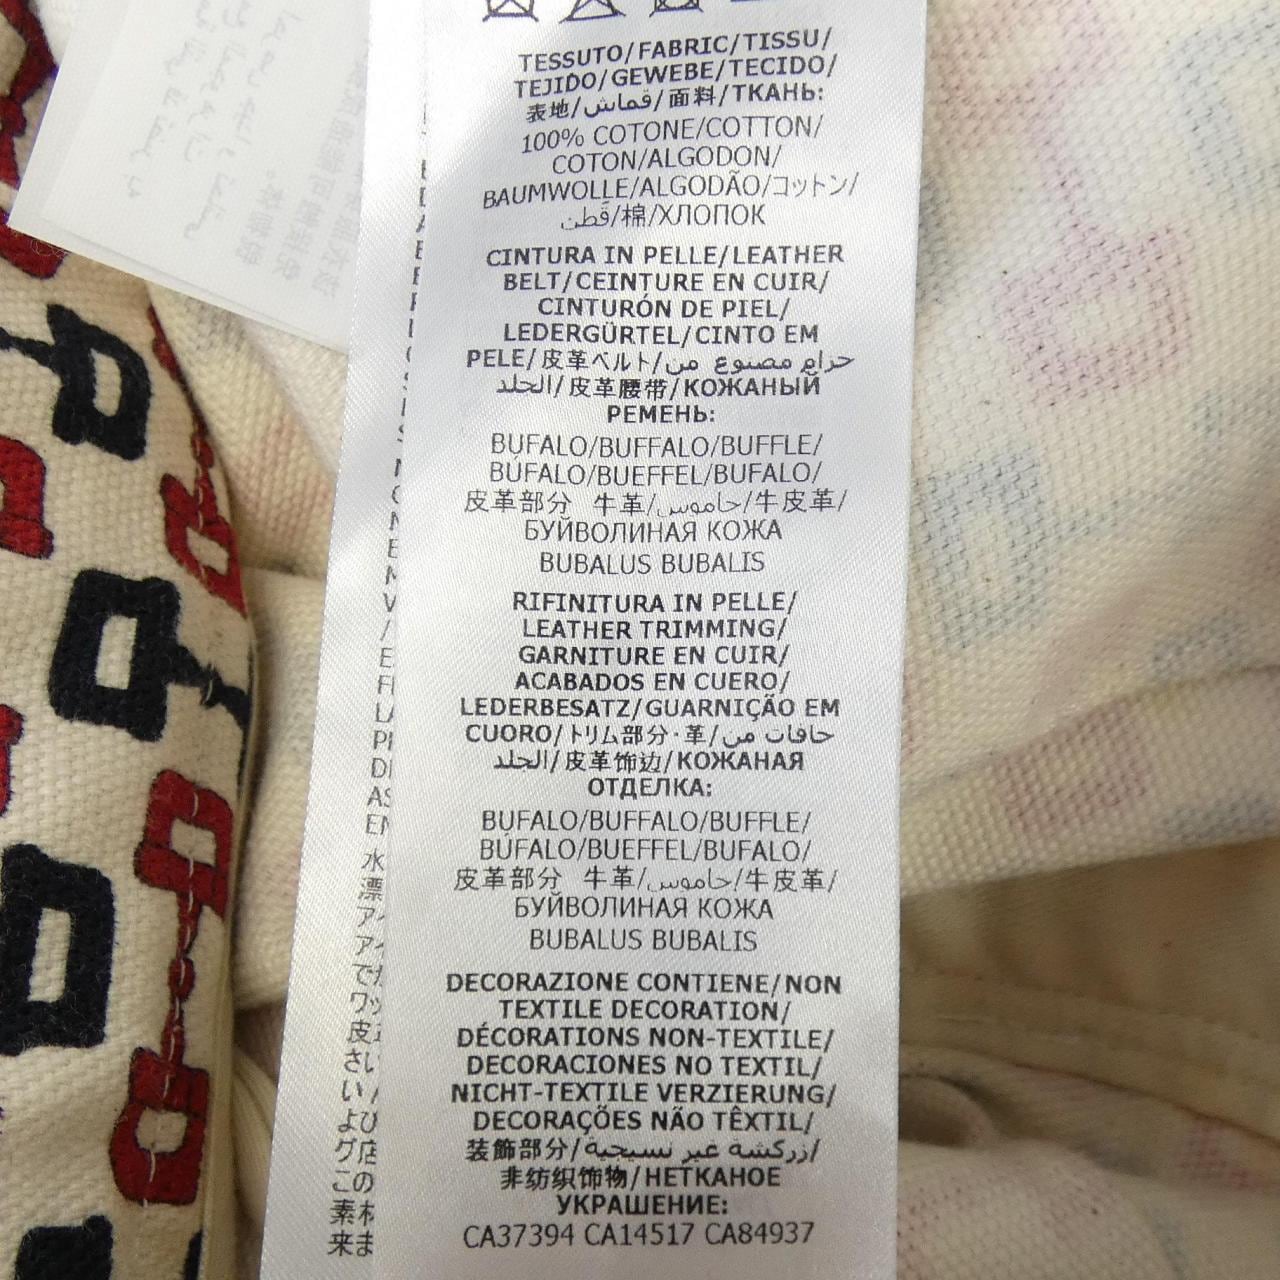 TESSUTO/FABRIC/TISSU/
TEJIDO/GEWEBE/TECIDO/
表地/قماش/面料/ТКАНЬ:
100% COTONE/COTTON/
COTON/ALGODON/
BAUMWOLLE/ALGODÃO/コットン/
قطن/棉/ХЛОПОК
CINTURA IN PELLE/LEATHER
BELT/CEINTURE EN CUIR/
CINTURÓN DE PIEL/
LEDERGÜRTEL/CINTO EM
PELE/皮革ベルト/حزام مصنوع من
الجلد/皮革腰带/КОЖАНЫЙ
РЕМЕНЬ:
BUFALO/BUFFALO/BUFFLE/
BÚFALO/BUEFFEL/BUFALO/
皮革部分 牛革/جاموس/牛皮革/
БУЙВОЛИНАЯ КОЖА
BUBALUS BUBALIS
RIFINITURA IN PELLE/
LEATHER TRIMMING/
GARNITURE EN CUIR/
ACABADOS EN CUERO/
LEDERBESATZ/GUARNIÇÃO EM
CUORO/トリム部分·革/حافات من
الجلد/皮革饰边/КОЖАНАЯ
ОТДЕЛКА:
BUFALO/BUFFALO/BUFFLE/
BÚFALO/BUEFFEL/BUFALO/
皮革部分 牛革/جاموس/牛皮革/
БУЙВОЛИНАЯ КОЖА
BUBALUS BUBALIS
DECORAZIONE CONTIENE/NON
TEXTILE DECORATION/
DÉCORATIONS NON-TEXTILE/
DECORACIONES NO TEXTIL/
NICHT-TEXTILE VERZIERUNG/
DECORAÇÕES NÃO TÊXTIL/
装飾部分/زركشة غير نسيجية/
非纺织饰物/НЕТКАНОЕ
УКРАШЕНИЕ:
CA37394 CA14517 CA84937